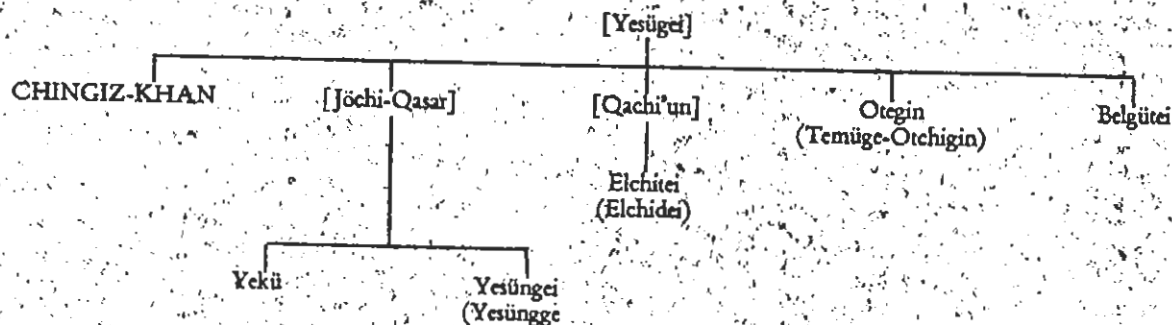 [Yesügei]
CHINGIZ-KHAN
[Jöchi-Qasar]
[Qachi'un]
Otegin
(Temüge-Otchigin)
Belgütei
Elchitei
(Elchidei)
Yekü
Yesüngei
(Yesüngge